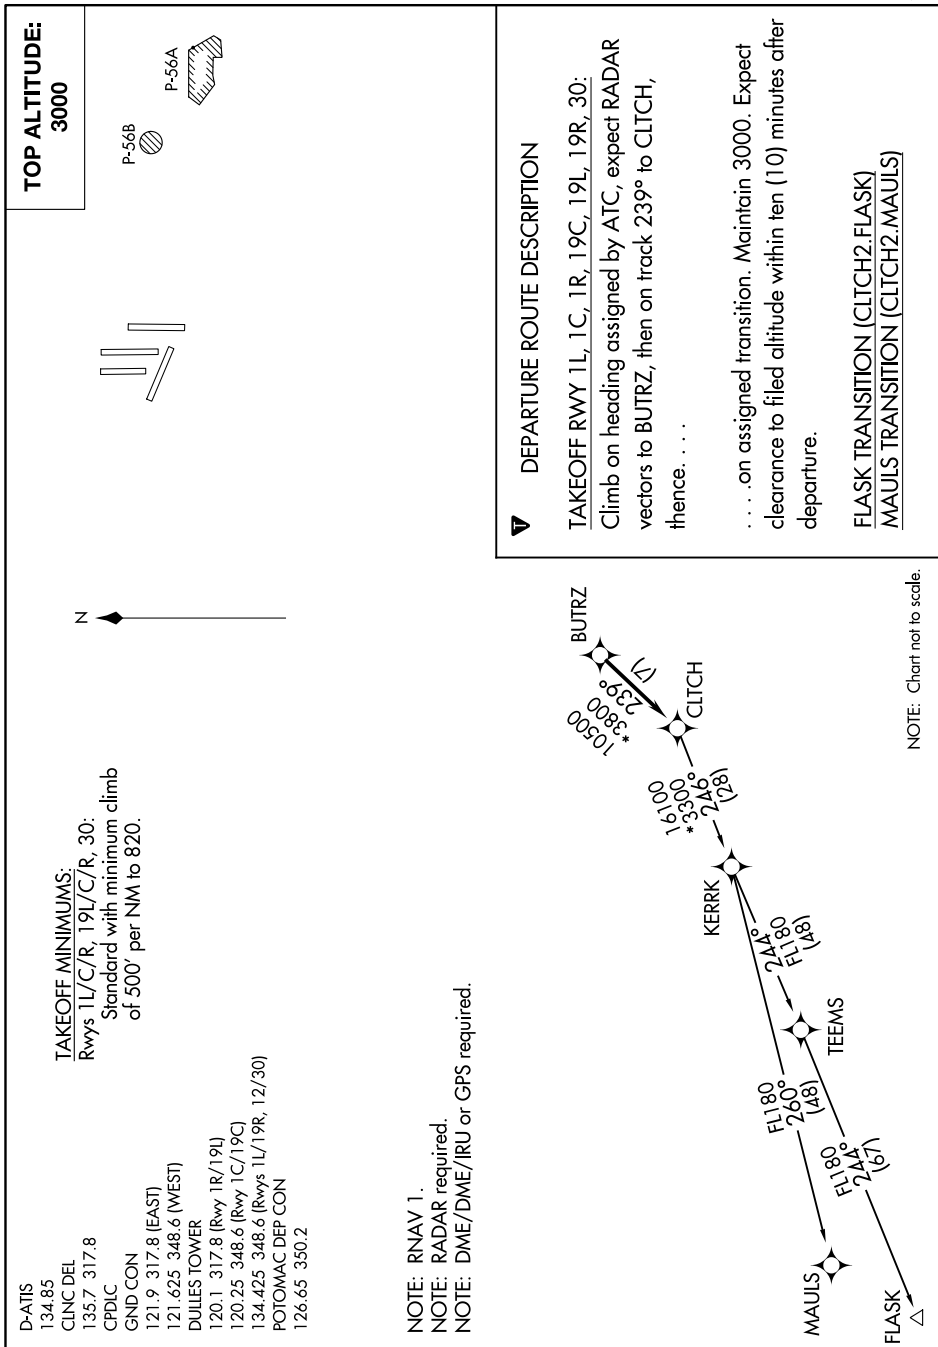 TOP ALTITUDE:
3000
P-56B
P-56A
D-ATIS
134.85
CLNC DEL
135.7 317.8
CPDLC
GND CON
121.9 317.8 (EAST)
121.625 348.6 (WEST)
DULLES TOWER
120.1 317.8 (Rwy 1R/19L)
120.25 348.6 (Rwy 1C/19C)
134.425 348.6 (Rwys 1L/19R, 12/30)
POTOMAC DEP CON
126.65 350.2
TAKEOFF MINIMUMS:
Rwys 1L/C/R, 19L/C/R, 30:
Standard with minimum climb
of 500' per NM to 820.
N
NOTE: RNAV 1.
NOTE: RADAR required.
NOTE: DME/DME/IRU or GPS required.
BUTRZ
10500
*3800
239°
(7)
CLTCH
16100
*3300
246°
(28)
KERRK
244°
FL180
(48)
TEEMS
FL180
260°
(48)
FL180
244°
(67)
MAULS
FLASK
NOTE: Chart not to scale.
T
DEPARTURE ROUTE DESCRIPTION
TAKEOFF RWY 1L, 1C, 1R, 19C, 19L, 19R, 30:
Climb on heading assigned by ATC, expect RADAR
vectors to BUTRZ, then on track 239° to CLTCH,
thence. . . .
. . . .on assigned transition. Maintain 3000. Expect
clearance to filed altitude within ten (10) minutes after
departure.
FLASK TRANSITION (CLTCH2.FLASK)
MAULS TRANSITION (CLTCH2.MAULS)